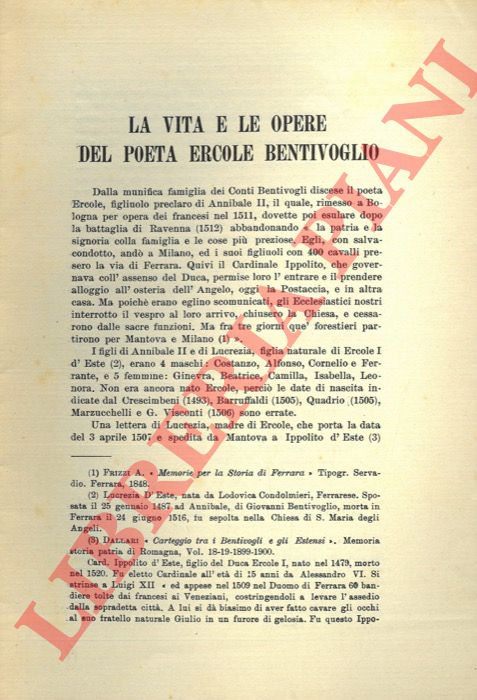 LA VITA E LE OPERE
DEL POETA ERCOLE BENTIVOGLIO
Dalla munifica famiglia dei Conti Bentivogli discese il poeta
Ercole, figliuolo preclaro di Annibale II, il quale, rimesso a Bo-
logna per opera dei francesi nel 1511, dovette poi esulare dopo
la battaglia di Ravenna (1512) abbandonando « la patria e la
signoria colla famiglia e le cose più preziose. Egli, con salva-
condotto, andò a Milano, ed i suoi figliuoli con 400 cavalli pre-
sero la via di Ferrara. Quivi il Cardinale Ippolito, che gover-
nava coll' assenso del Duca, permise loro l' entrare e il prendere
alloggio all' osteria dell' Angelo, oggi la Postaccia, e in altra
casa. Ma poichè erano eglino scomunicati, gli Ecclesiastici nostri
interrotto il vespro al loro arrivo, chiusero la Chiesa, e cessa-
rono dalle sacre funzioni. Ma fra tre giorni que' forestieri par-
tirono per Mantova e Milano (1) ».
I figli di Annibale II e di Lucrezia, figlia naturale di Ercole I
d' Este (2), erano 4 maschi: Costanzo, Alfonso, Cornelio e Fer-
rante, e 5 femmine: Ginevra, Beatrice, Camilla, Isabella, Leo-
nora. Non era ancora nato Ercole, perciò le date di nascita in-
dicate dal Crescimbeni (1493), Baruffaldi (1505), Quadrio (1505),
Marzucchelli e G. Visconti (1506) sono errate.
Una lettera di Lucrezia, madre di Ercole, che porta la data
del 3 aprile 1507 e spedita da Mantova a Ippolito d' Este (3)
(1) FRIZZI A. « Memorie per la Storia di Ferrara » Tipogr. Serva-
dio. Ferrara, 1848.
(2) Lucrezia D' Este, nata da Lodovica Condolmieri, Ferrarese. Spo-
sata il 25 gennaio 1487 ad Annibale, di Giovanni Bentivoglio, morta in
Ferrara il 24 giugno 1516, fu sepolta nella Chiesa di S. Maria degli
Angeli.
(3) DALLARI « Carteggio tra i Bentivoglio e gli Estensi ». Memoria
storia patria di Romagna, Vol. 18-19-1899-1900.
Card. Ippolito d' Este, figlio del Duca Ercole I, nato nel 1479, morto
nel 1520. Fu eletto Cardinale all' età di 15 anni da Alessandro VI. Si
strinse a Luigi XII « ed appese nel 1509 nel Duomo di Ferrara 60 ban-
diere tolte dai francesi ai Veneziani, costringendoli a levare l' assedio
dalla sopradetta città. A lui si dà biasimo di aver fatto cavare gli occhi
al suo fratello naturale Giulio in un furore di gelosia. Fu questo Ippo-
LIBRERIA PIANI
LIBRERIA PIANI